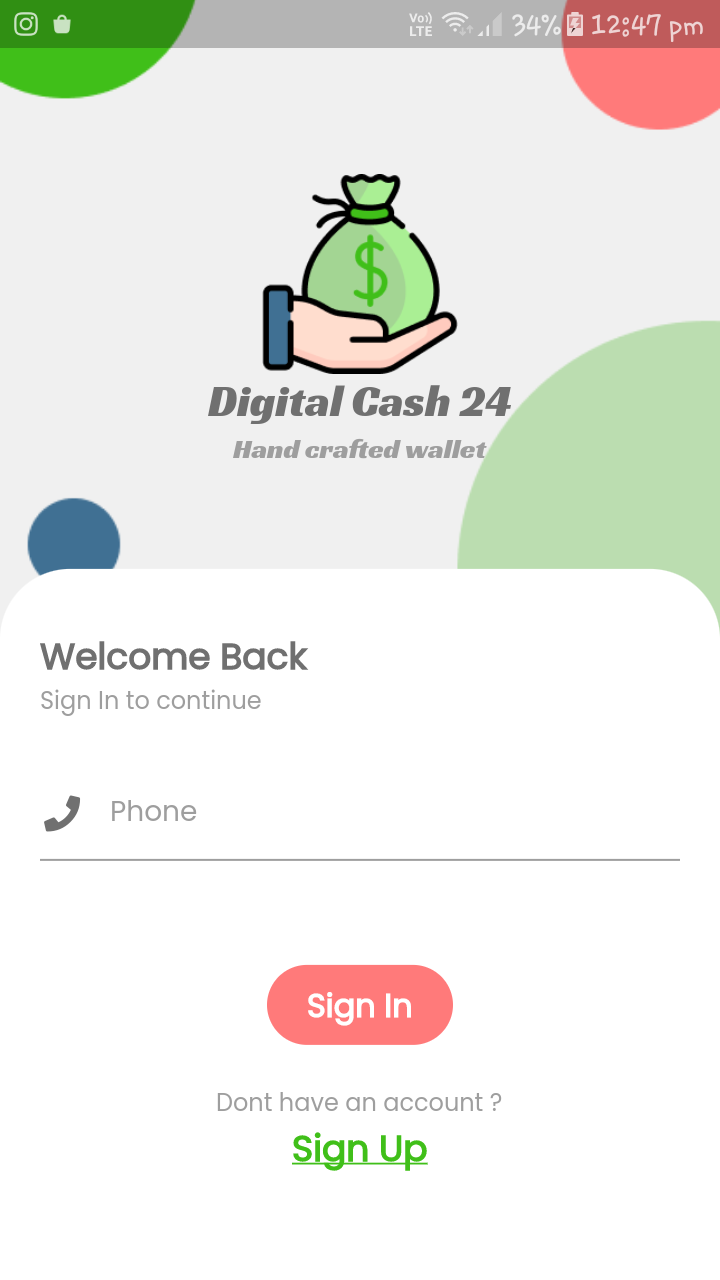 Vo)) LTE 34% 12:47 pm
$
Digital Cash 24
Hand crafted wallet
Welcome Back
Sign In to continue
Phone
Sign In
Dont have an account ?
Sign Up